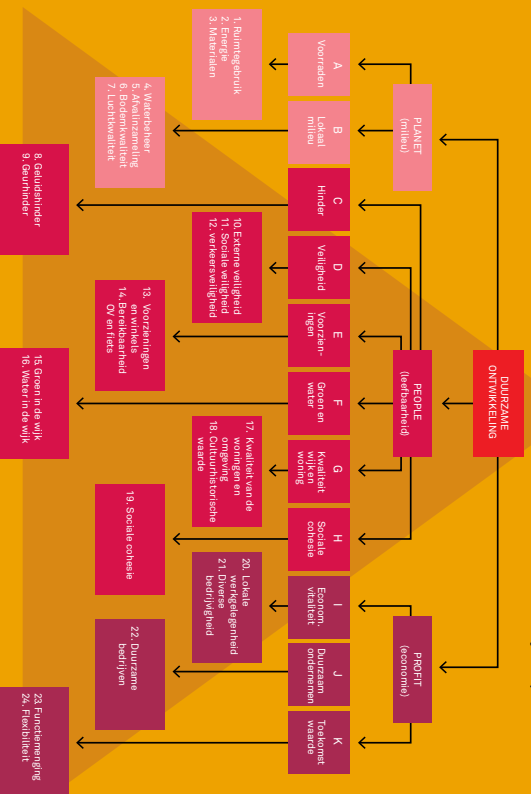 DUURZAME
ONTWIKKELING
PLANET
(milieu)
PEOPLE
(leefbaarheid)
PROFIT
(economie)
A
Voorraden
B
Lokaal
milieu
C
Hinder
D
Veiligheid
E
Voorzien-
ingen
F
Groen en
water
G
Kwaliteit
wijk en
woning
H
Sociale
cohesie
I
Econom.
vitaliteit
J
Duurzaam
ondernemen
K
Toekomst
waarde
1. Ruimtegebruik
2. Energie
3. Materialen
4. Waterbeheer
5. Afvalinzameling
6. Bodemkwaliteit
7. Luchtkwaliteit
8. Geluidshinder
9. Geurhinder
10. Externe veiligheid
11. Sociale veiligheid
12. verkeersveiligheid
13. Voorzieningen
en winkels
14. Bereikbaarheid
OV en fiets
15. Groen in de wijk
16. Water in de wijk
17. Kwaliteit van de
woningen en
omgeving
18. Cultuurhistorische
waarde
19. Sociale cohesie
20. Lokale
werkgelegenheid
21. Diverse
bedrijvigheid
22. Duurzame
bedrijven
23. Functiemenging
24. Flexibiliteit